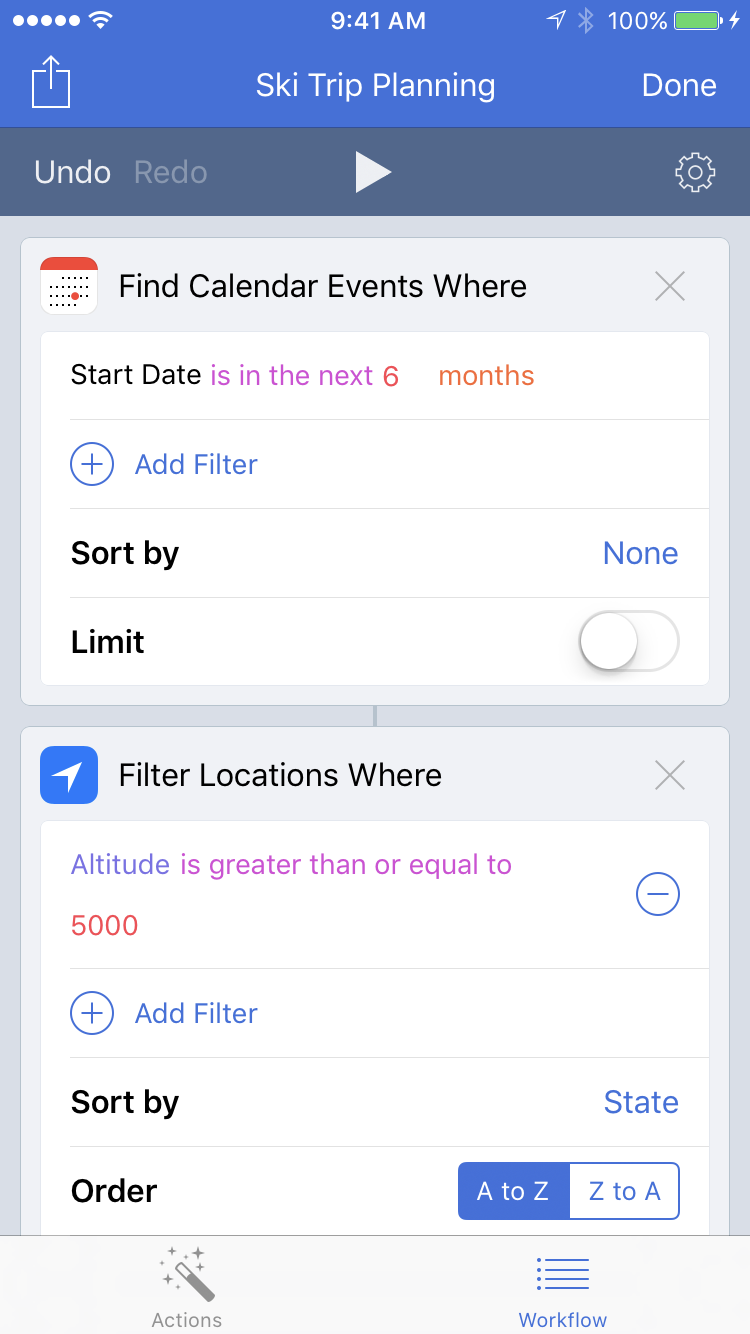 9:41 AM 100%
Ski Trip Planning Done
Undo Redo
Find Calendar Events Where
Start Date is in the next 6 months
Add Filter
Sort by None
Limit
Filter Locations Where
Altitude is greater than or equal to
5000
Add Filter
Sort by State
Order A to Z Z to A
Actions Workflow